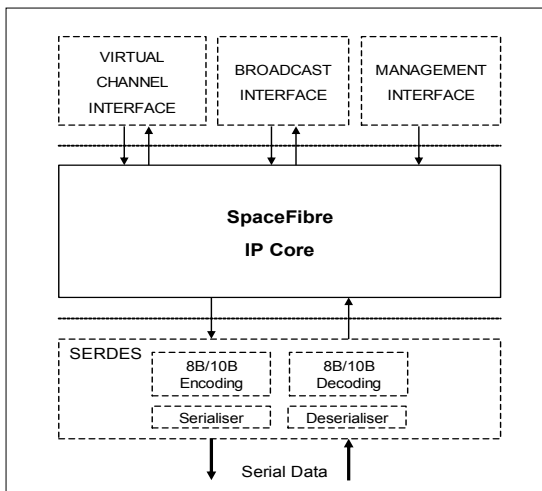 VIRTUAL
CHANNEL
INTERFACE
BROADCAST
INTERFACE
MANAGEMENT
INTERFACE
SpaceFibre
IP Core
SERDES
8B/10B
Encoding
8B/10B
Decoding
Serialiser
Deserialiser
Serial Data